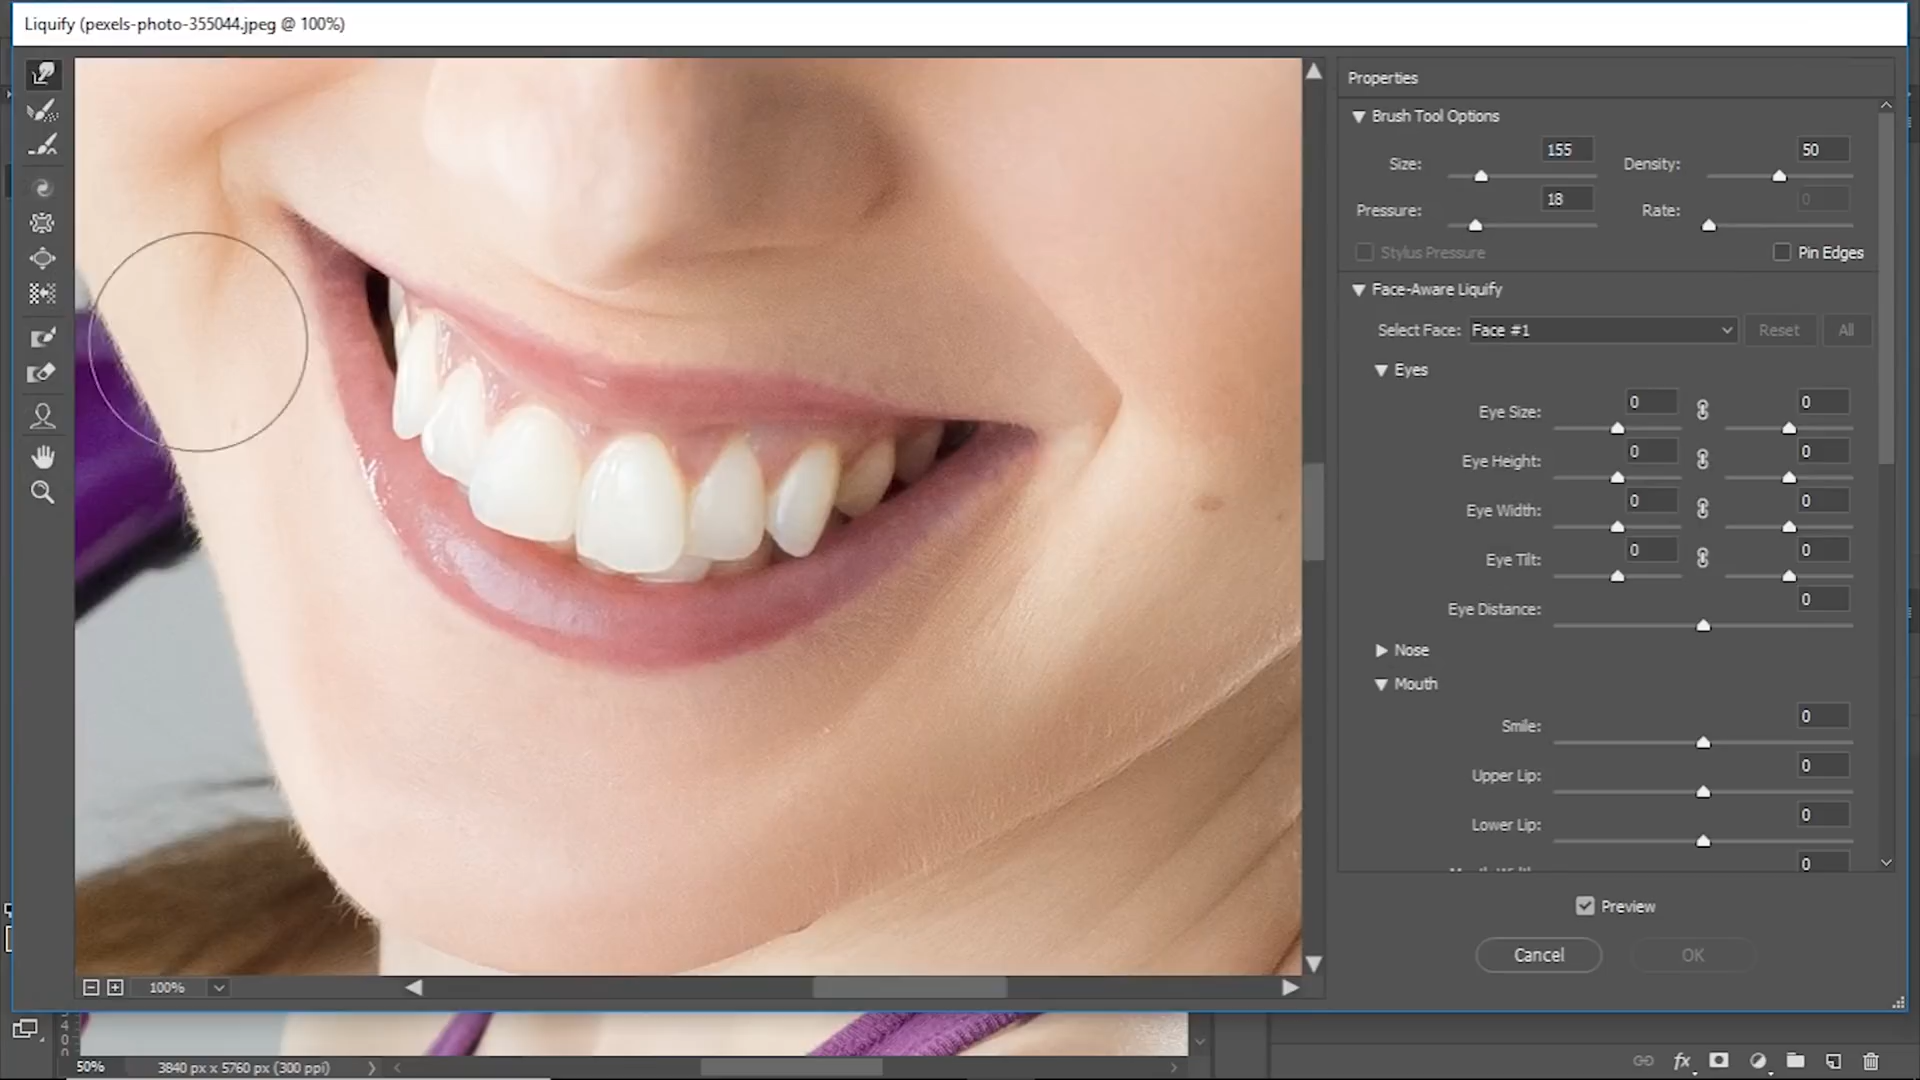 Liquify (pexels-photo-355044.jpeg @ 100%)
Properties
Brush Tool Options
Size: 155
Density: 50
Pressure: 18
Rate: 0
Stylus Pressure
Pin Edges
Face-Aware Liquify
Select Face: Face #1
Reset
All
Eyes
Eye Size: 0 0
Eye Height: 0 0
Eye Width: 0 0
Eye Tilt: 0 0
Eye Distance: 0
Nose
Mouth
Smile: 0
Upper Lip: 0
Lower Lip: 0
0
Preview
Cancel
OK
100%
50%
3840 px x 5760 px (300 ppi)
fx